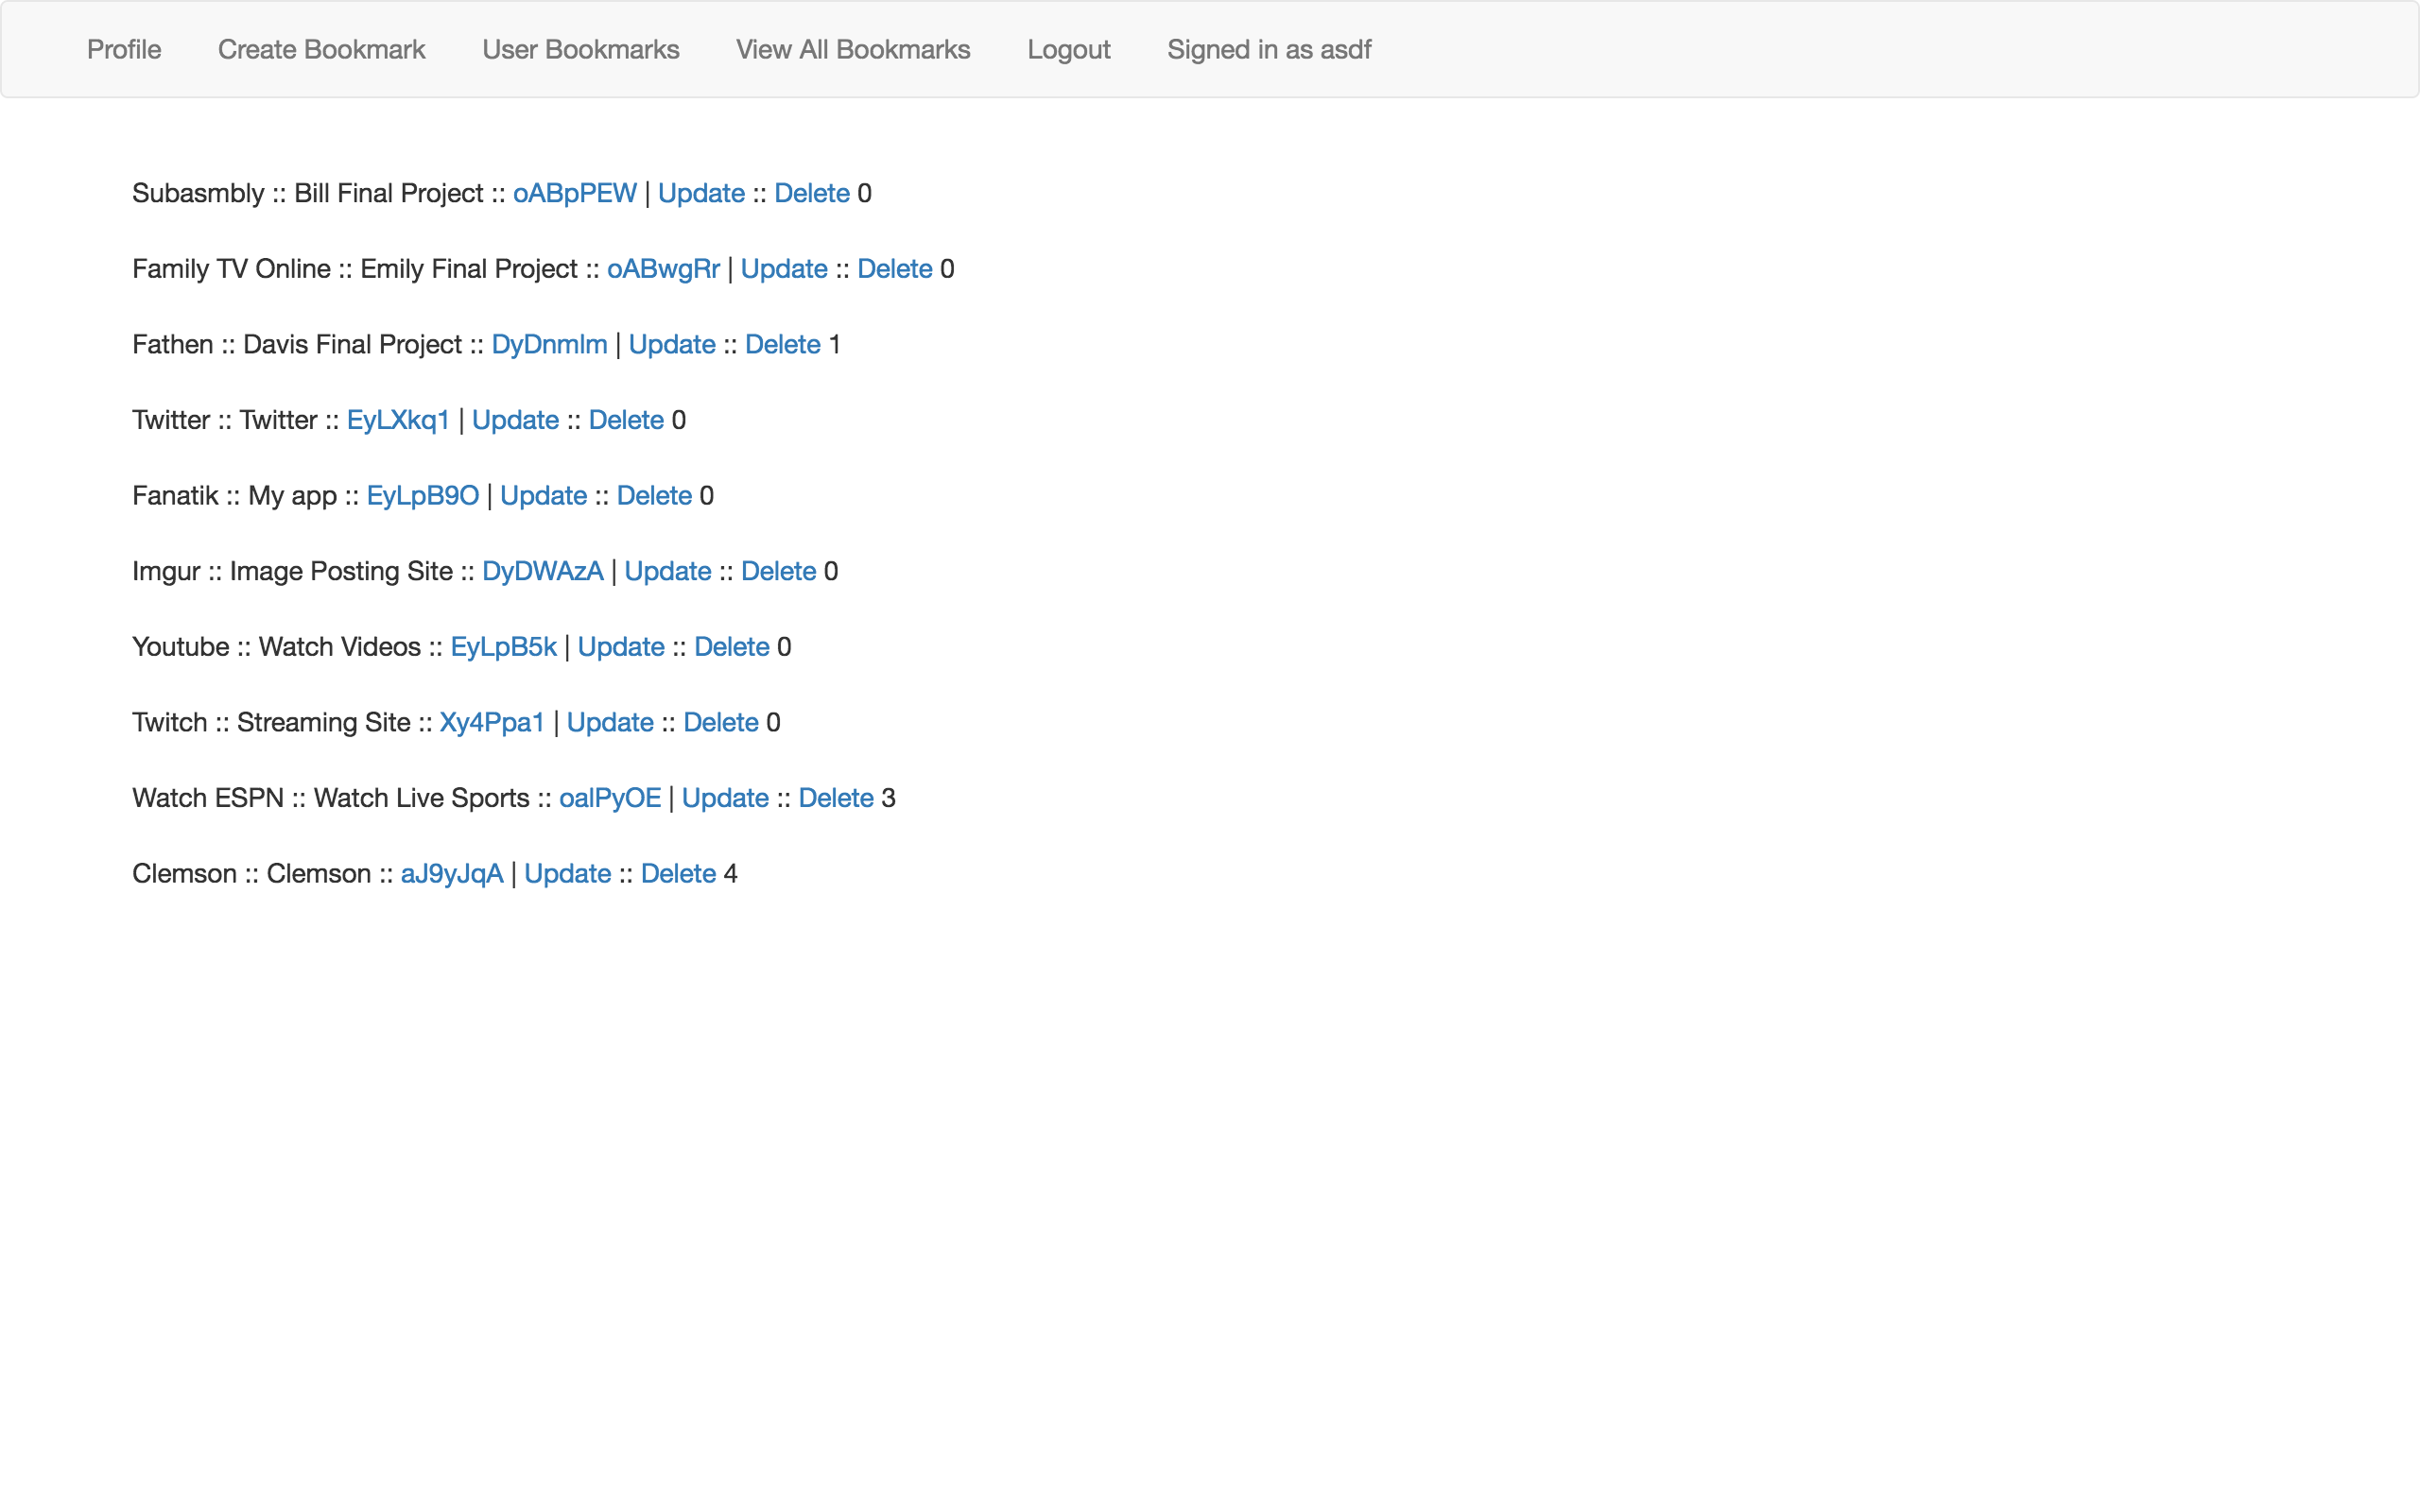 Profile Create Bookmark User Bookmarks View All Bookmarks Logout Signed in as asdf
Subasmbly :: Bill Final Project :: oABpPEW | Update :: Delete 0
Family TV Online :: Emily Final Project :: oABwgRr | Update :: Delete 0
Fathen :: Davis Final Project :: DyDnmlm | Update :: Delete 1
Twitter :: Twitter :: EyLXkq1 | Update :: Delete 0
Fanatik :: My app :: EyLpB9O | Update :: Delete 0
Imgur :: Image Posting Site :: DyDWAzA | Update :: Delete 0
Youtube :: Watch Videos :: EyLpB5k | Update :: Delete 0
Twitch :: Streaming Site :: Xy4Ppa1 | Update :: Delete 0
Watch ESPN :: Watch Live Sports :: oalPyOE | Update :: Delete 3
Clemson :: Clemson :: aJ9yJqA | Update :: Delete 4